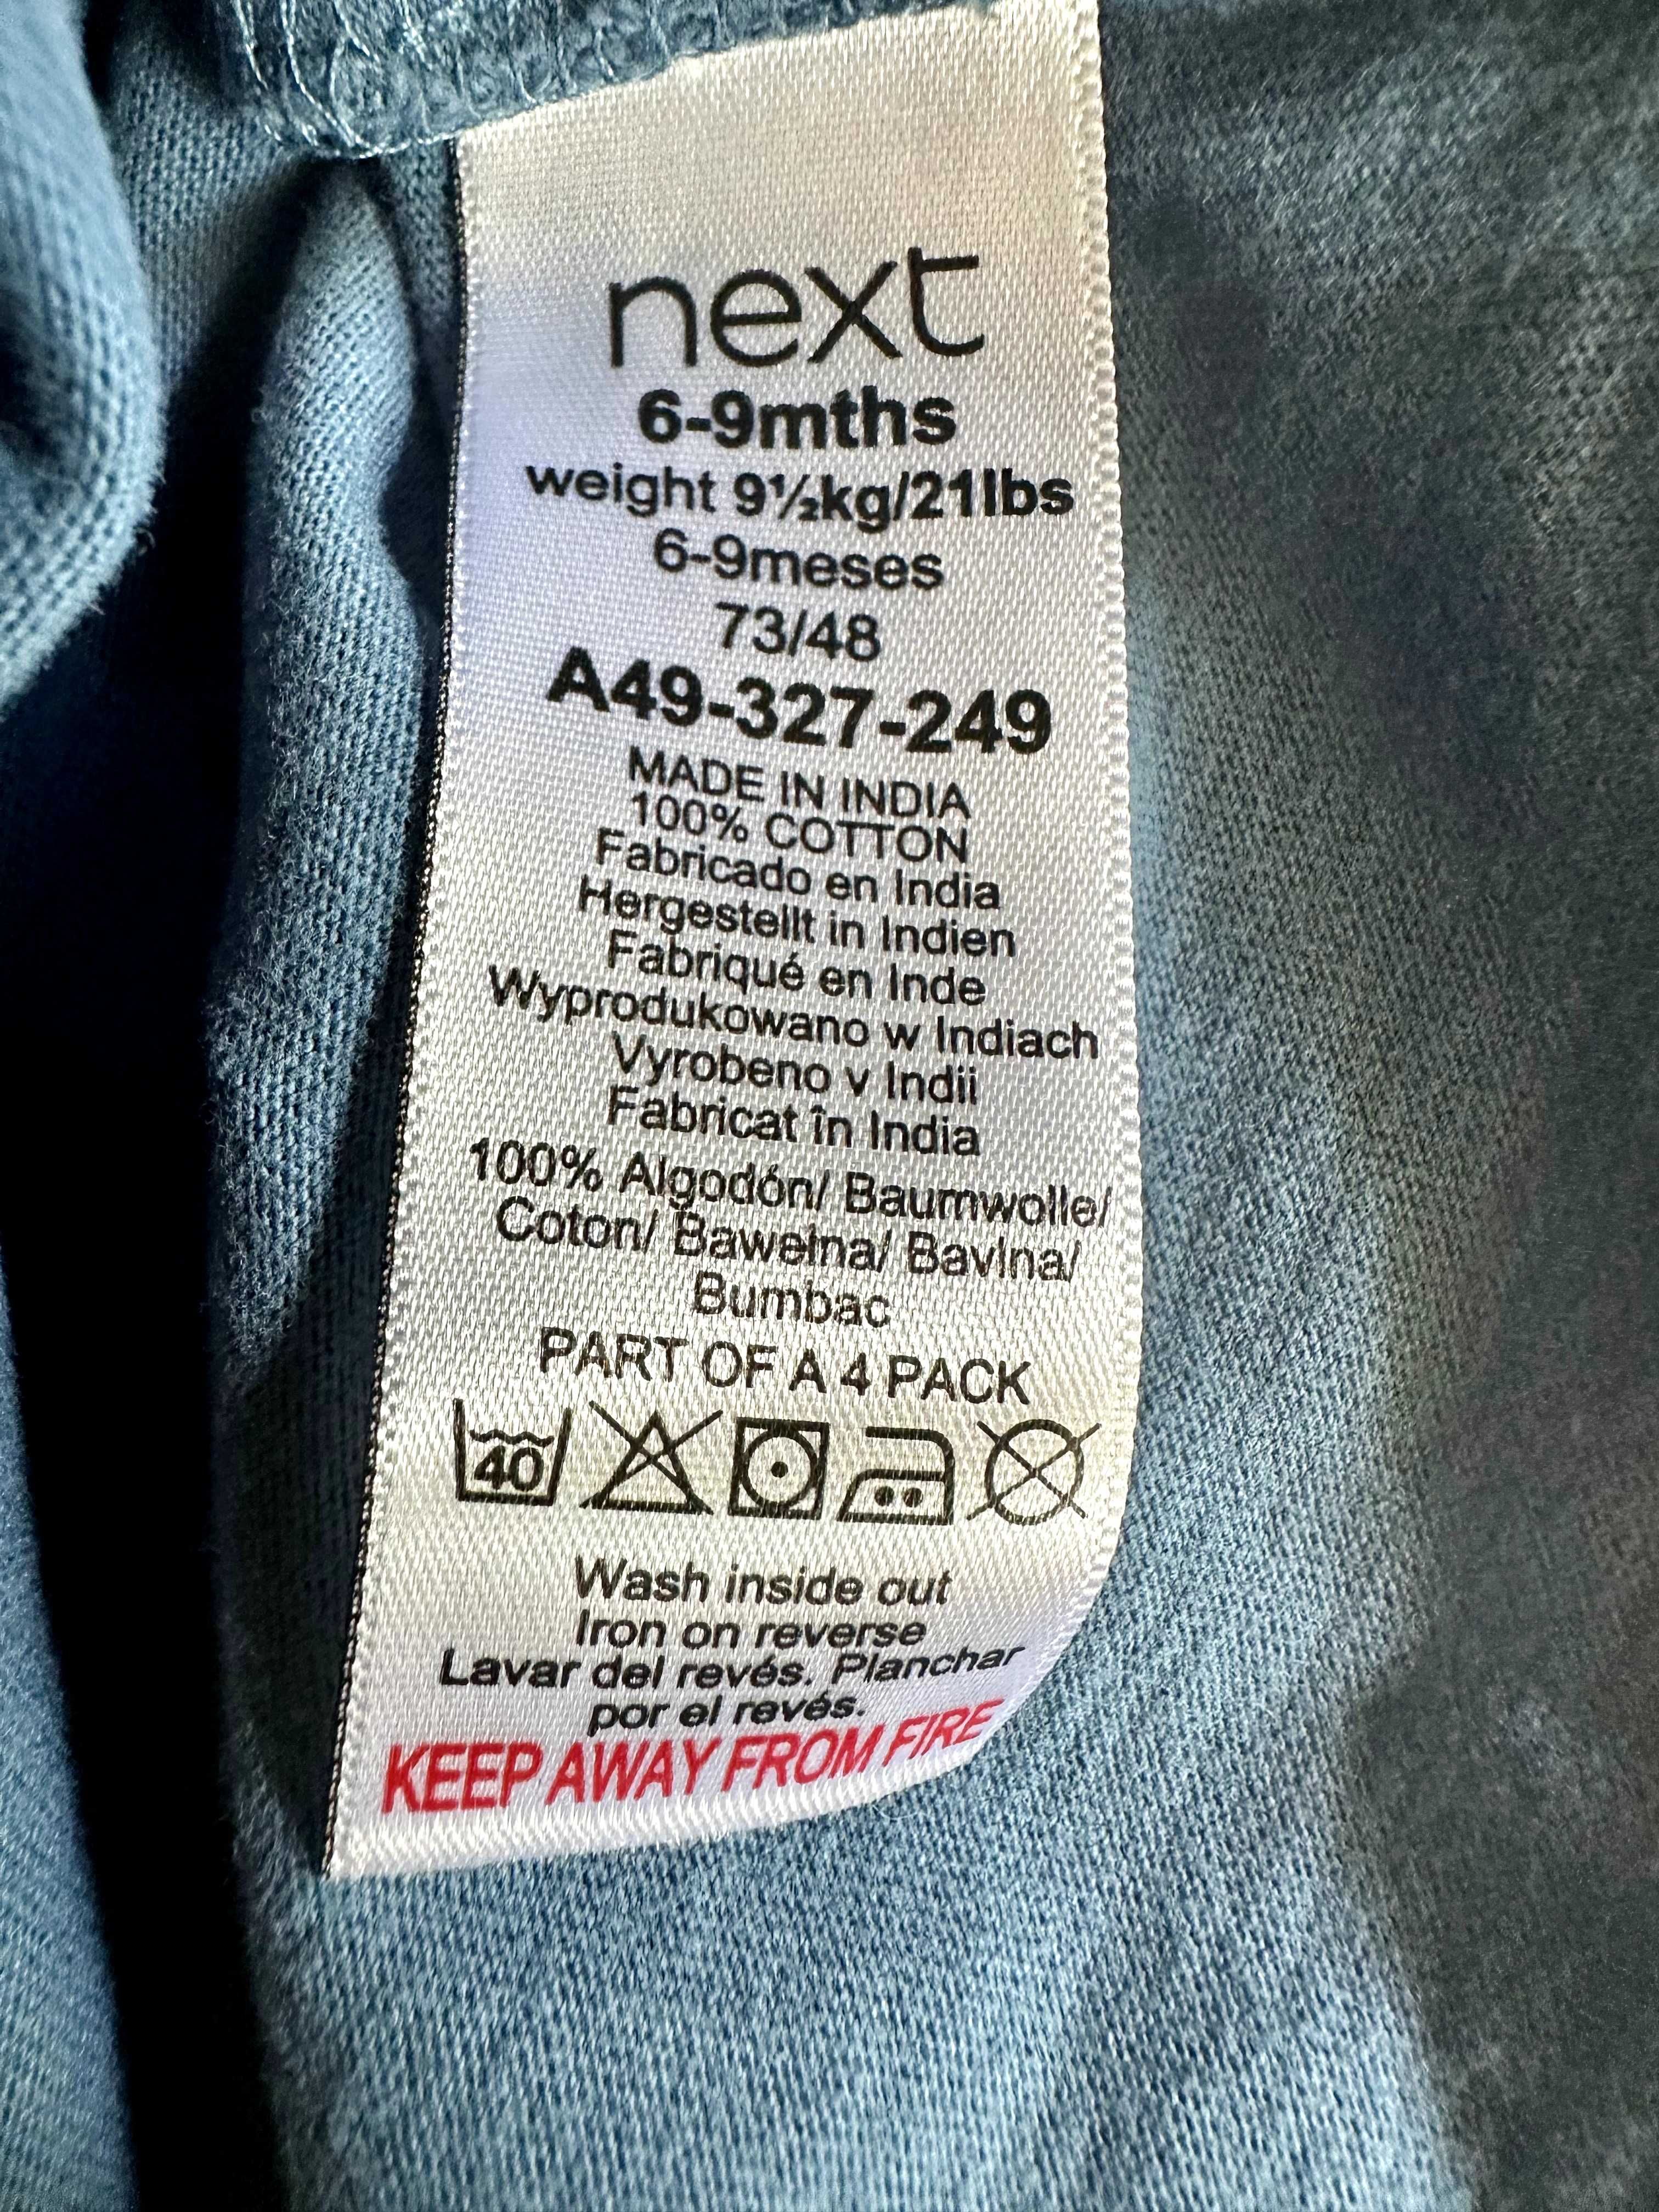 next
6-9mths
weight 9½kg/21lbs
6-9meses
73/48
A49-327-249
MADE IN INDIA
100% COTTON
Fabricado en India
Hergestellt in Indien
Fabriqué en Inde
Wyprodukowano w Indiach
Vyrobeno v Indii
Fabricat în India
100% Algodón/ Baumwolle/
Coton/ Bawełna/ Bavlna/
Bumbac
PART OF A 4 PACK
40
Wash inside out
Iron on reverse
Lavar del revés. Planchar
por el revés.
KEEP AWAY FROM FIRE